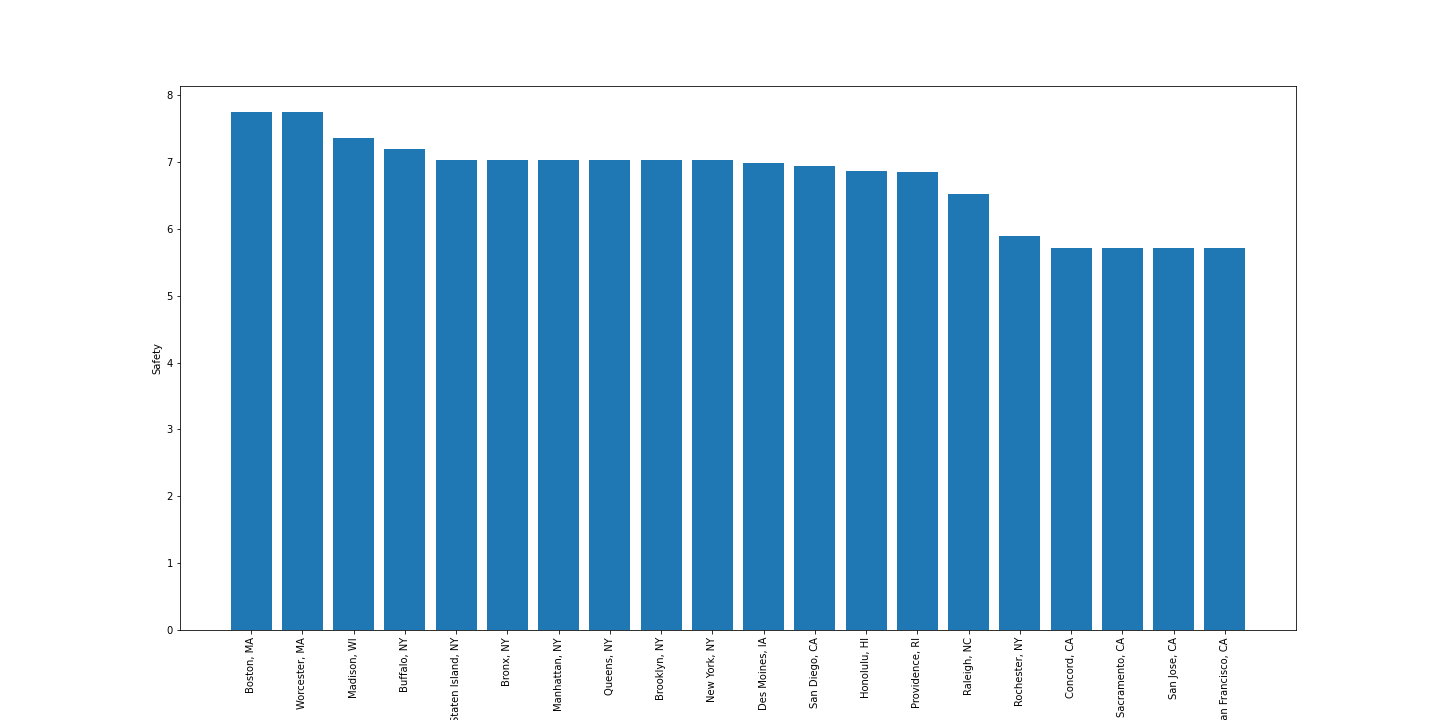 8
7
6
5
4
3
2
1
0
Safety
Boston, MA
Worcester, MA
Madison, WI
Buffalo, NY
Staten Island, NY
Bronx, NY
Manhattan, NY
Queens, NY
Brooklyn, NY
New York, NY
Des Moines, IA
San Diego, CA
Honolulu, HI
Providence, RI
Raleigh, NC
Rochester, NY
Concord, CA
Sacramento, CA
San Jose, CA
an Francisco, CA